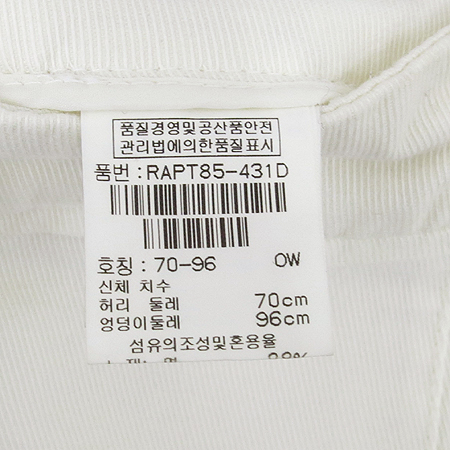 품질경영및공산품안전
관리법에의한품질표시
품번:RAPT85-431D
호칭:70-96 OW
신체 치수
허리 둘레 70cm
엉덩이둘레 96cm
섬유의조성및혼용율